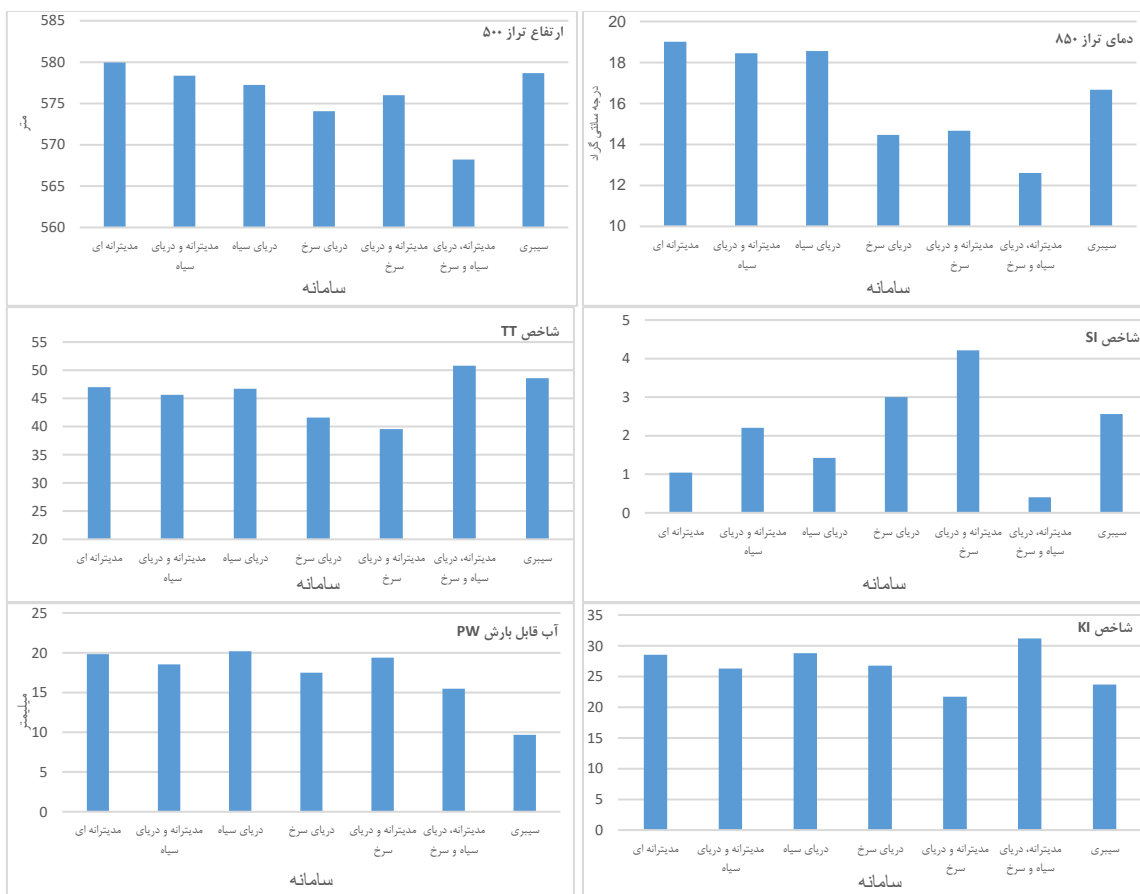 ارتفاع تراز ۵۰۰
متر
585
580
575
570
565
560
مدیترانه ای
مدیترانه و دریای
سیاه
دریای سیاه
دریای سرخ
مدیترانه و دریای
سرخ
مدیترانه، دریای
سیاه و سرخ
سیبری
سامانه
دمای تراز ۸۵۰
درجه سانتی گراد
20
18
16
14
12
10
مدیترانه ای
مدیترانه و دریای
سیاه
دریای سیاه
دریای سرخ
مدیترانه و دریای
سرخ
مدیترانه، دریای
سیاه و سرخ
سیبری
سامانه
شاخص TT
55
50
45
40
35
30
25
20
مدیترانه ای
مدیترانه و دریای
سیاه
دریای سیاه
دریای سرخ
مدیترانه و دریای
سرخ
مدیترانه، دریای
سیاه و سرخ
سیبری
سامانه
شاخص SI
5
4
3
2
1
0
مدیترانه ای
مدیترانه و دریای
سیاه
دریای سیاه
دریای سرخ
مدیترانه و دریای
سرخ
مدیترانه، دریای
سیاه و سرخ
سیبری
سامانه
آب قابل بارش PW
میلیمتر
25
20
15
10
5
0
مدیترانه ای
مدیترانه و دریای
سیاه
دریای سیاه
دریای سرخ
مدیترانه و دریای
سرخ
مدیترانه، دریای
سیاه و سرخ
سیبری
سامانه
شاخص KI
35
30
25
20
15
10
5
0
مدیترانه ای
مدیترانه و دریای
سیاه
دریای سیاه
دریای سرخ
مدیترانه و دریای
سرخ
مدیترانه، دریای
سیاه و سرخ
سیبری
سامانه